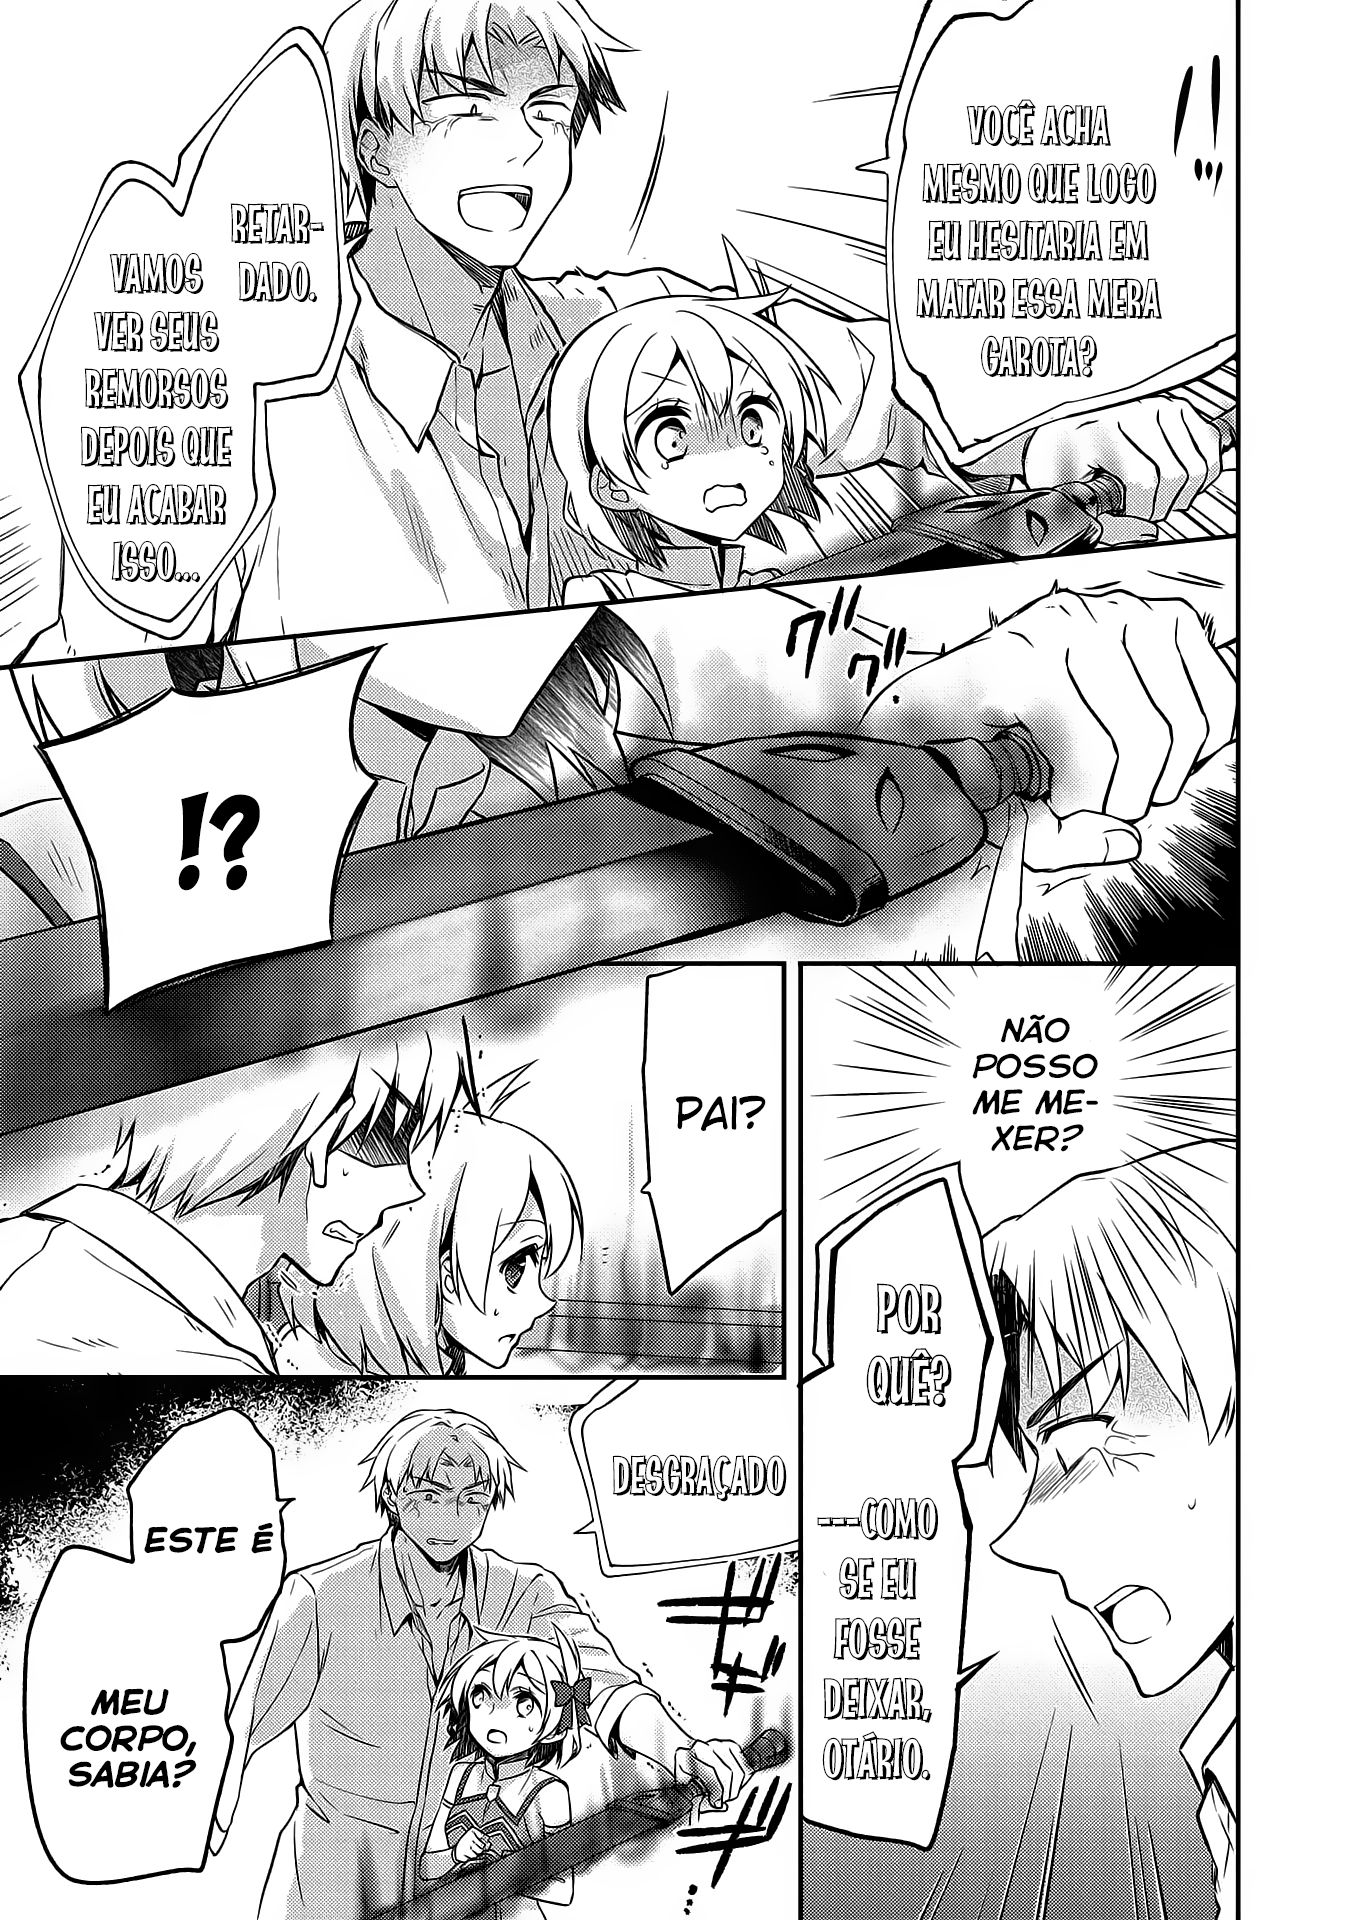 VOCÊ ACHA
MESMO QUE LOGO
EU HESITARIA EM
MATAR ESSA MERA
GAROTA?
RETAR-
DADO.
VAMOS
VER SEUS
REMORSOS
DEPOIS QUE
EU ACABAR
ISSO...
グググ...
!?
NÃO
POSSO
ME ME-
XER?
POR
QUÊ?
---COMO
SE EU
FOSSE
DEIXAR,
OTÁRIO.
PAI?
DESGRAÇADO
ESTE É
MEU
CORPO,
SABIA?